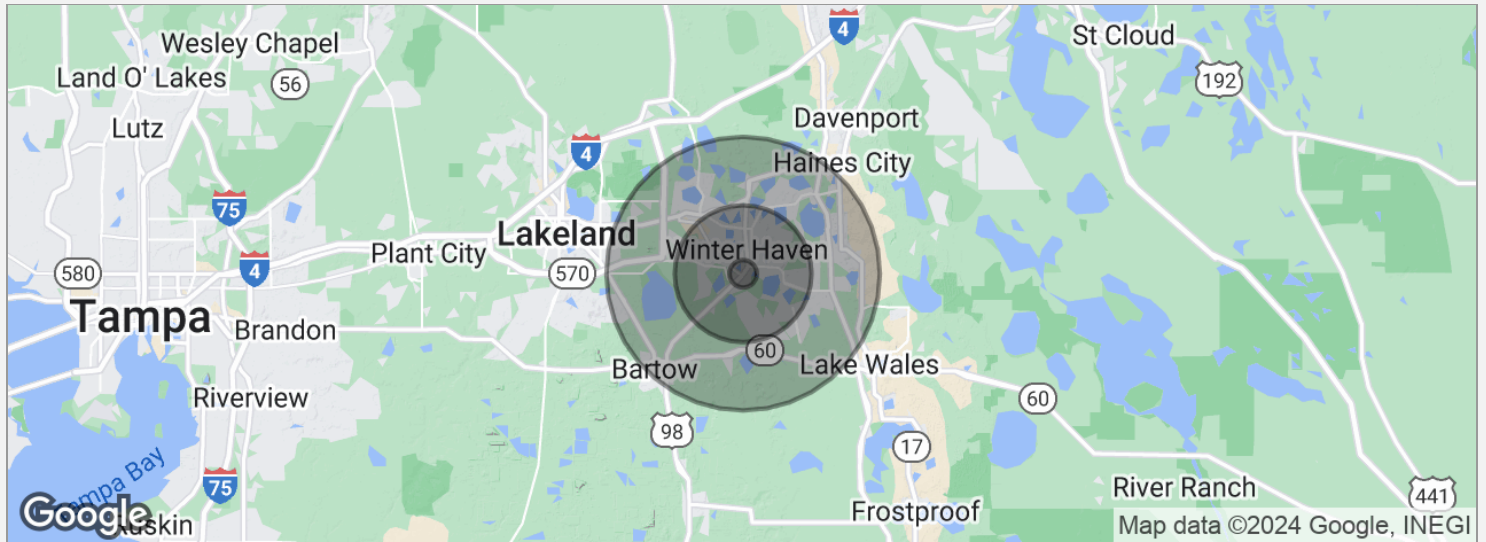 4
St Cloud
Wesley Chapel
Land O' Lakes
56
192
Davenport
Lutz
4
Haines City
75
Lakeland
Winter Haven
Plant City
4
580
570
Tampa
Brandon
60
Bartow
Lake Wales
Riverview
60
98
17
Tampa Bay
75
River Ranch
441
Google
Ruskin
Frostproof
Map data ©2024 Google, INEGI